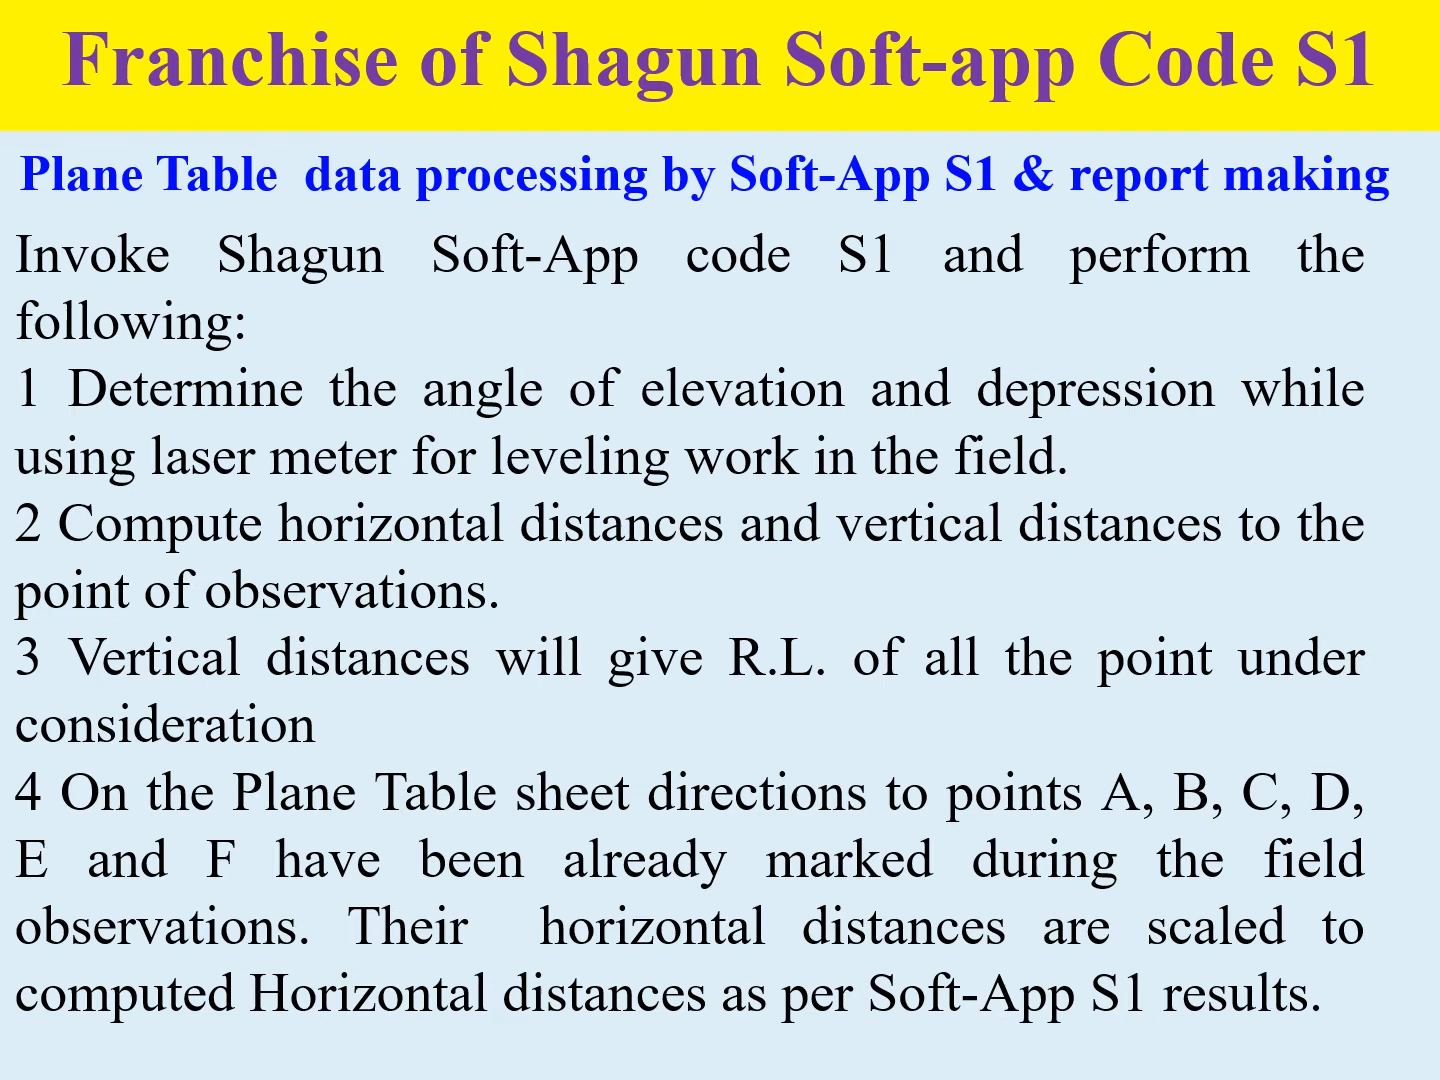 Franchise of Shagun Soft-app Code S1
Plane Table data processing by Soft-App S1 & report making
Invoke Shagun Soft-App code S1 and perform the
following:
1 Determine the angle of elevation and depression while
using laser meter for leveling work in the field.
2 Compute horizontal distances and vertical distances to the
point of observations.
3 Vertical distances will give R.L. of all the point under
consideration
4 On the Plane Table sheet directions to points A, B, C, D,
E and F have been already marked during the field
observations. Their horizontal distances are scaled to
computed Horizontal distances as per Soft-App S1 results.